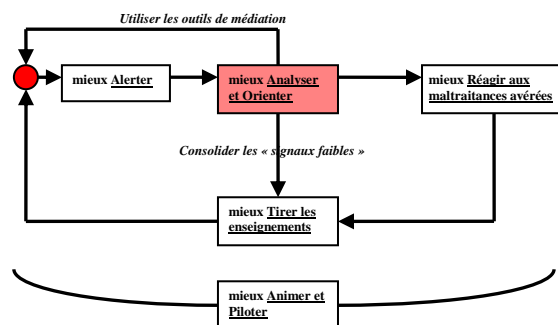 Utiliser les outils de médiation
mieux Alerter
mieux Analyser
et Orienter
mieux Réagir aux
maltraitances avérées
Consolider les « signaux faibles »
mieux Tirer les
enseignements
mieux Animer et
Piloter